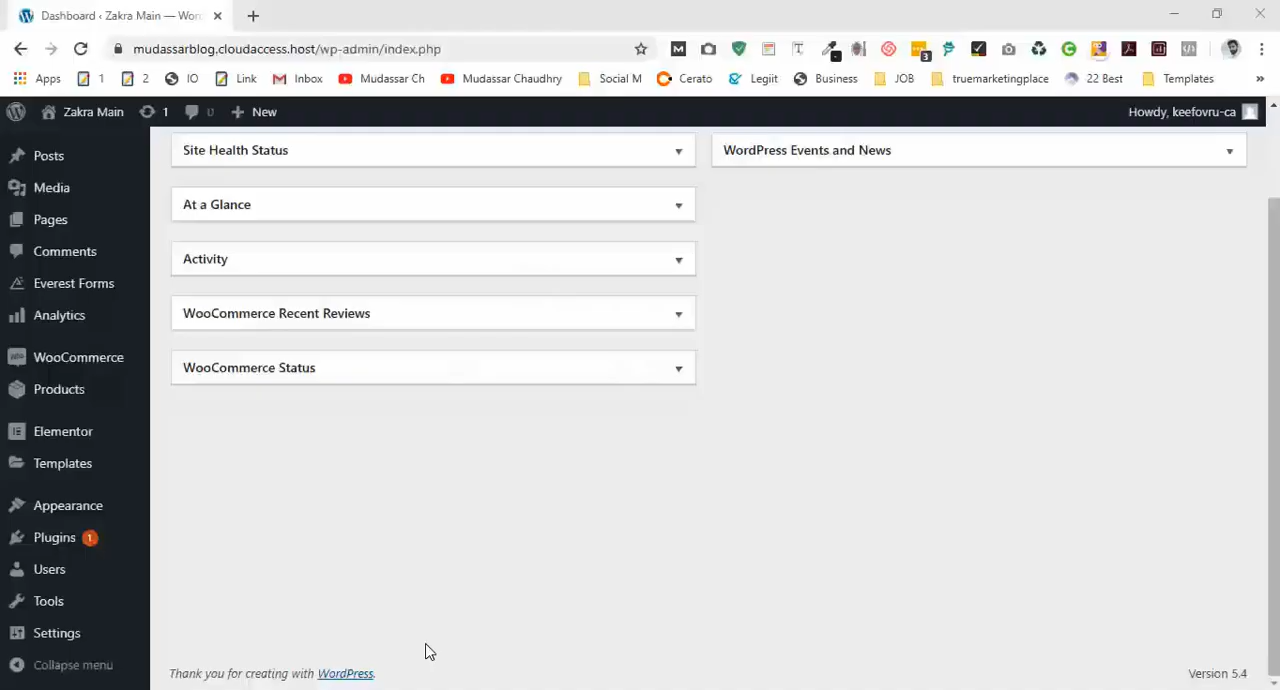 Dashboard ‹ Zakra Main — Wor
mudassarblog.cloudaccess.host/wp-admin/index.php
3
Apps 1 2 IO Link Inbox Mudassar Ch Mudassar Chaudhry Social M Cerato Legiit Business JOB truemarketingplace 22 Best Templates »
Zakra Main 1 0 + New Howdy, keefovru-ca
Posts
Media
Pages
Comments
Everest Forms
Analytics
WooCommerce
Products
Elementor
Templates
Appearance
Plugins 1
Users
Tools
Settings
Collapse menu
Site Health Status
At a Glance
Activity
WooCommerce Recent Reviews
WooCommerce Status
WordPress Events and News
Thank you for creating with WordPress.
Version 5.4